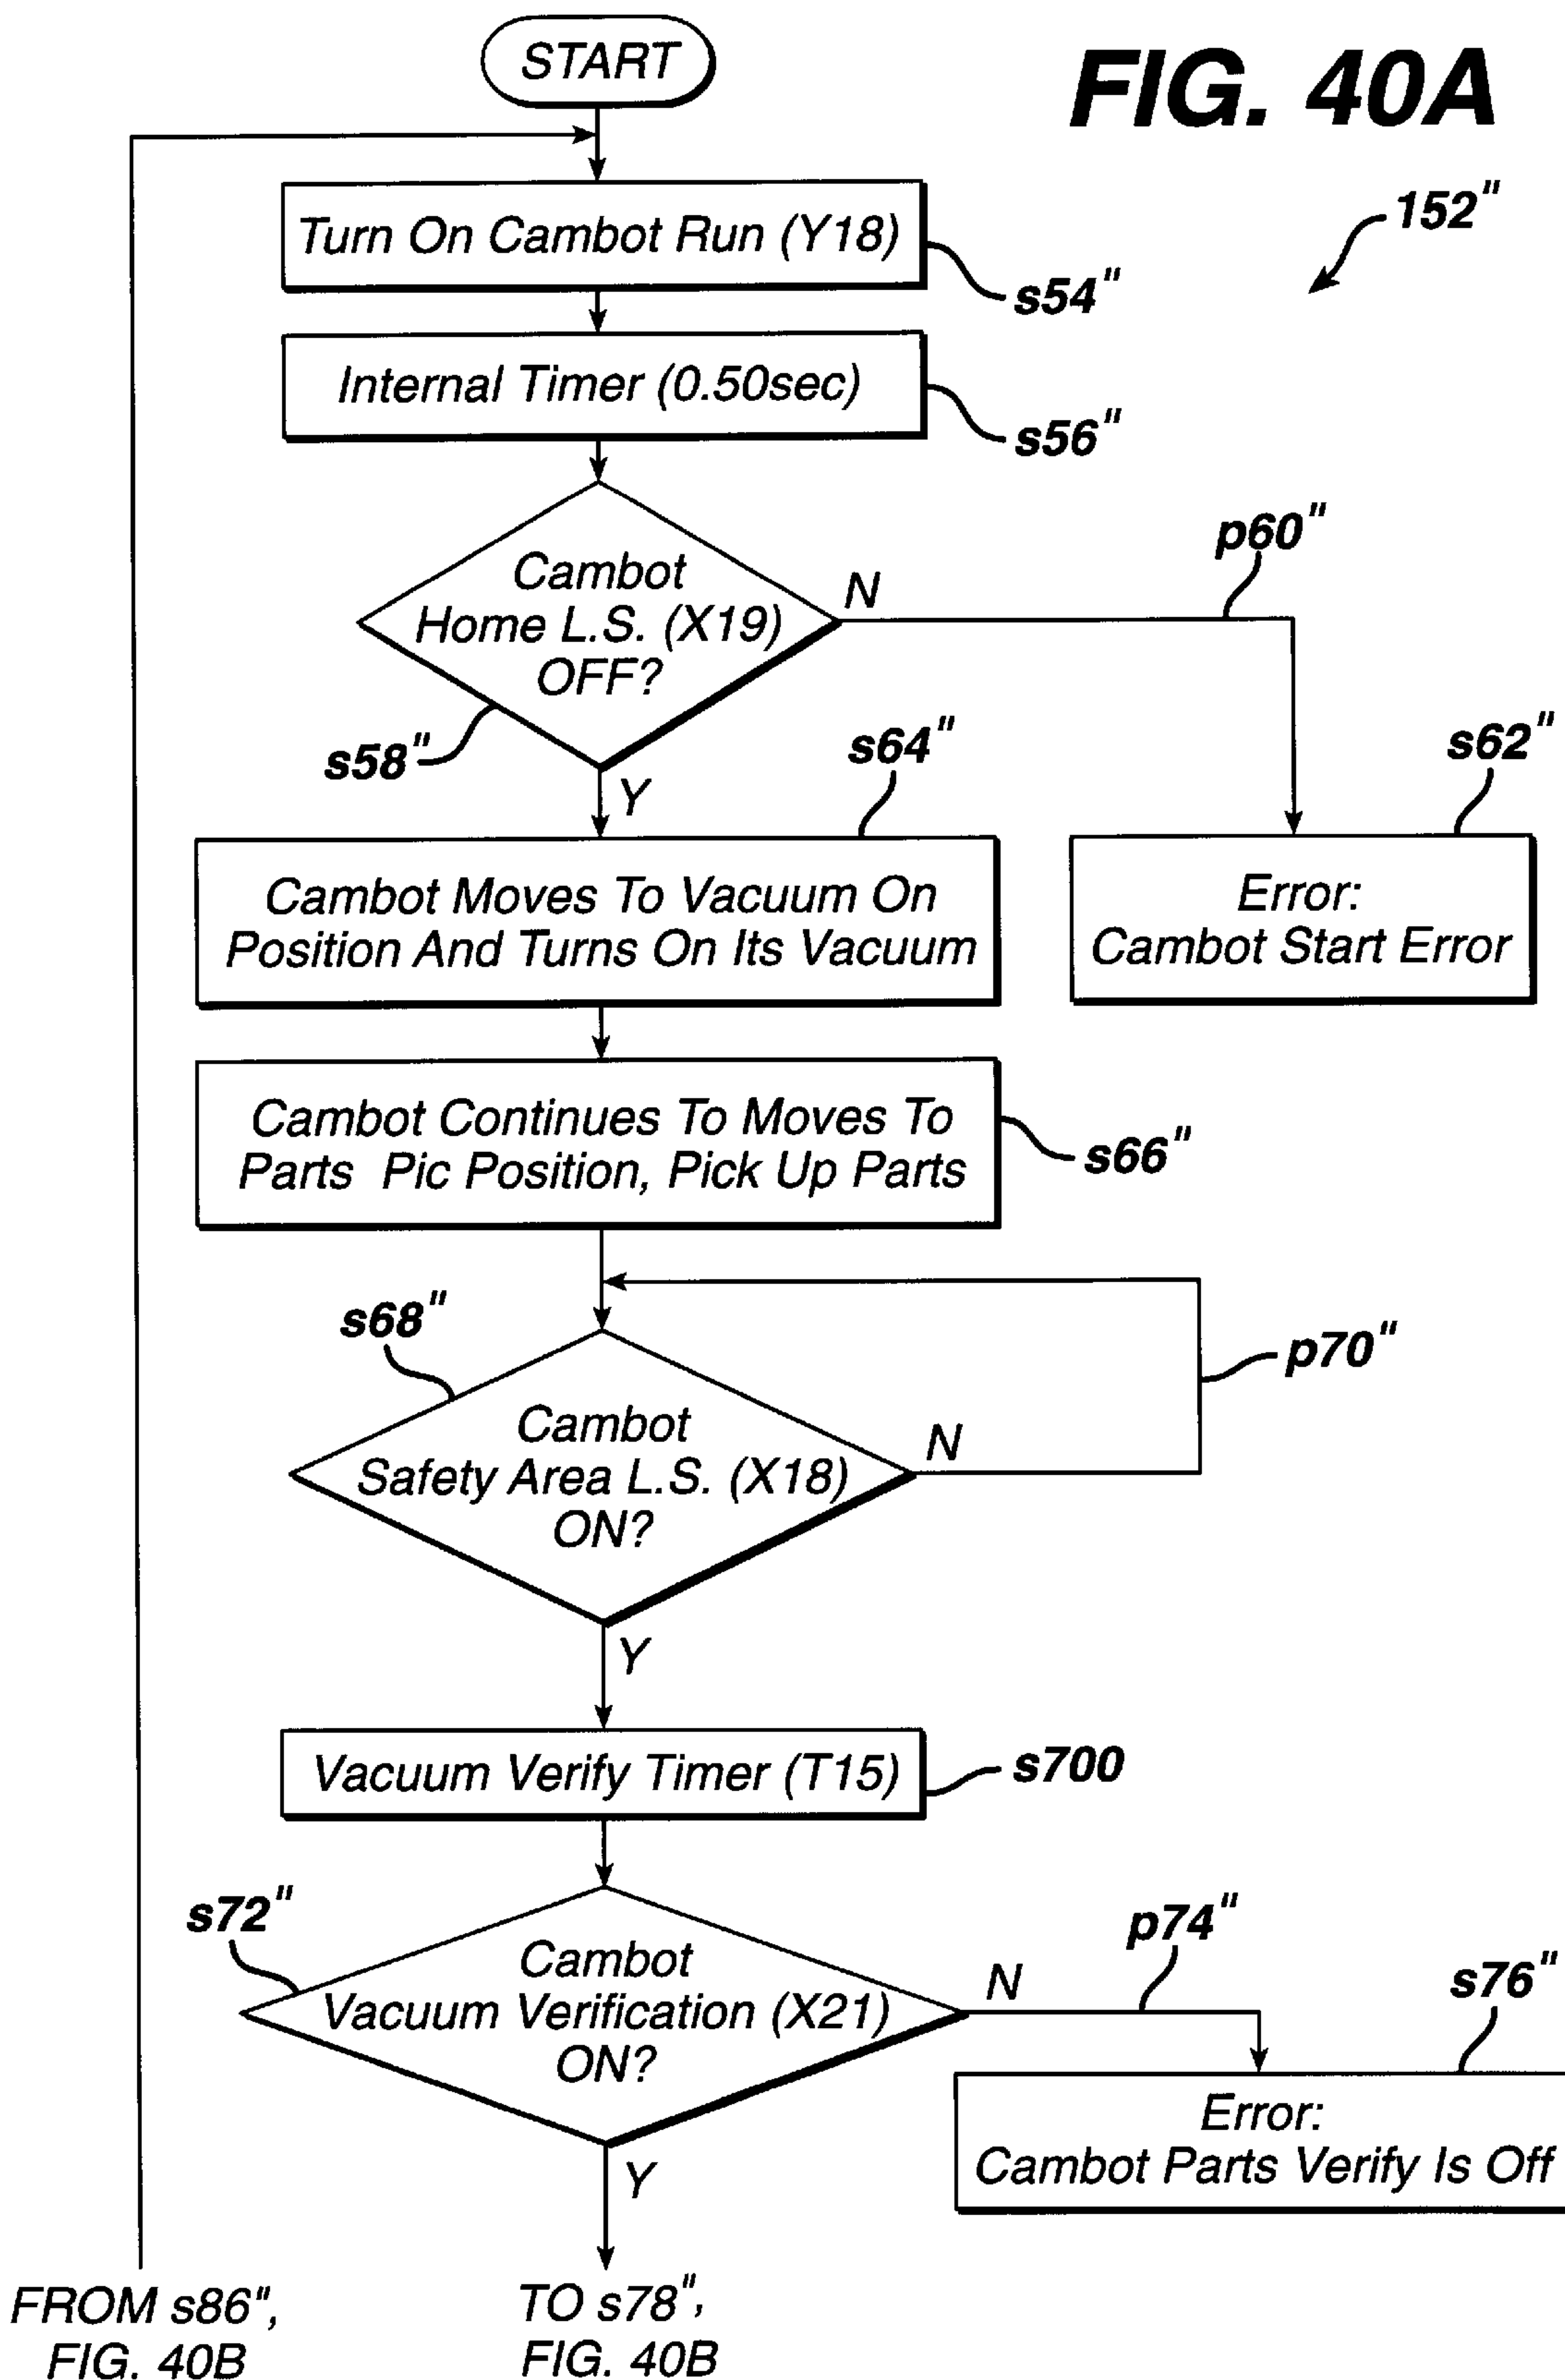 START
FIG. 40A
152"
Turn On Cambot Run (Y18)
s54"
Internal Timer (0.50sec)
s56"
p60"
Cambot
Home L.S. (X19)
OFF?
N
s58"
Y
s64"
s62"
Cambot Moves To Vacuum On
Position And Turns On Its Vacuum
Error:
Cambot Start Error
Cambot Continues To Moves To
Parts Pic Position, Pick Up Parts
s66"
s68"
p70"
Cambot
Safety Area L.S. (X18)
ON?
N
Y
Vacuum Verify Timer (T15)
s700
s72"
p74"
s76"
Cambot
Vacuum Verification (X21)
ON?
N
Y
Error:
Cambot Parts Verify Is Off
FROM s86",
FIG. 40B
TO s78",
FIG. 40B